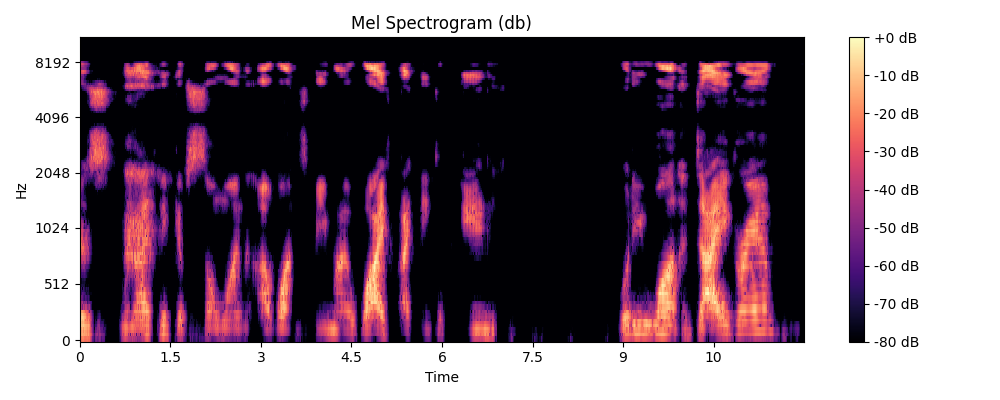 Mel Spectrogram (db)
8192
4096
2048
1024
512
0
Hz
0 1.5 3 4.5 6 7.5 9 10
Time
+0 dB
-10 dB
-20 dB
-30 dB
-40 dB
-50 dB
-60 dB
-70 dB
-80 dB